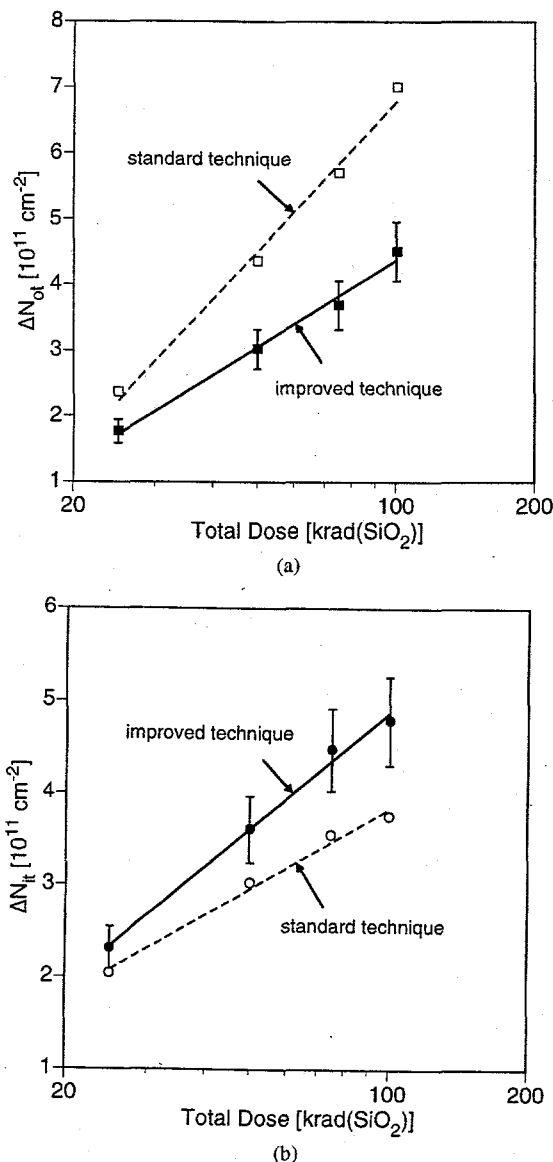 8
7
6
5
4
3
2
1
ΔN_ot [10^11 cm^-2]
standard technique
improved technique
20
100
200
Total Dose [krad(SiO_2)]
(a)
6
5
4
3
2
1
ΔN_it [10^11 cm^-2]
improved technique
standard technique
20
100
200
Total Dose [krad(SiO_2)]
(b)